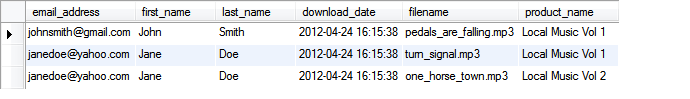 email_address first_name last_name download_date filename product_name
johnsmith@gmail.com John Smith 2012-04-24 16:15:38 pedals_are_falling.mp3 Local Music Vol 1
janedoe@yahoo.com Jane Doe 2012-04-24 16:15:38 turn_signal.mp3 Local Music Vol 1
janedoe@yahoo.com Jane Doe 2012-04-24 16:15:38 one_horse_town.mp3 Local Music Vol 2